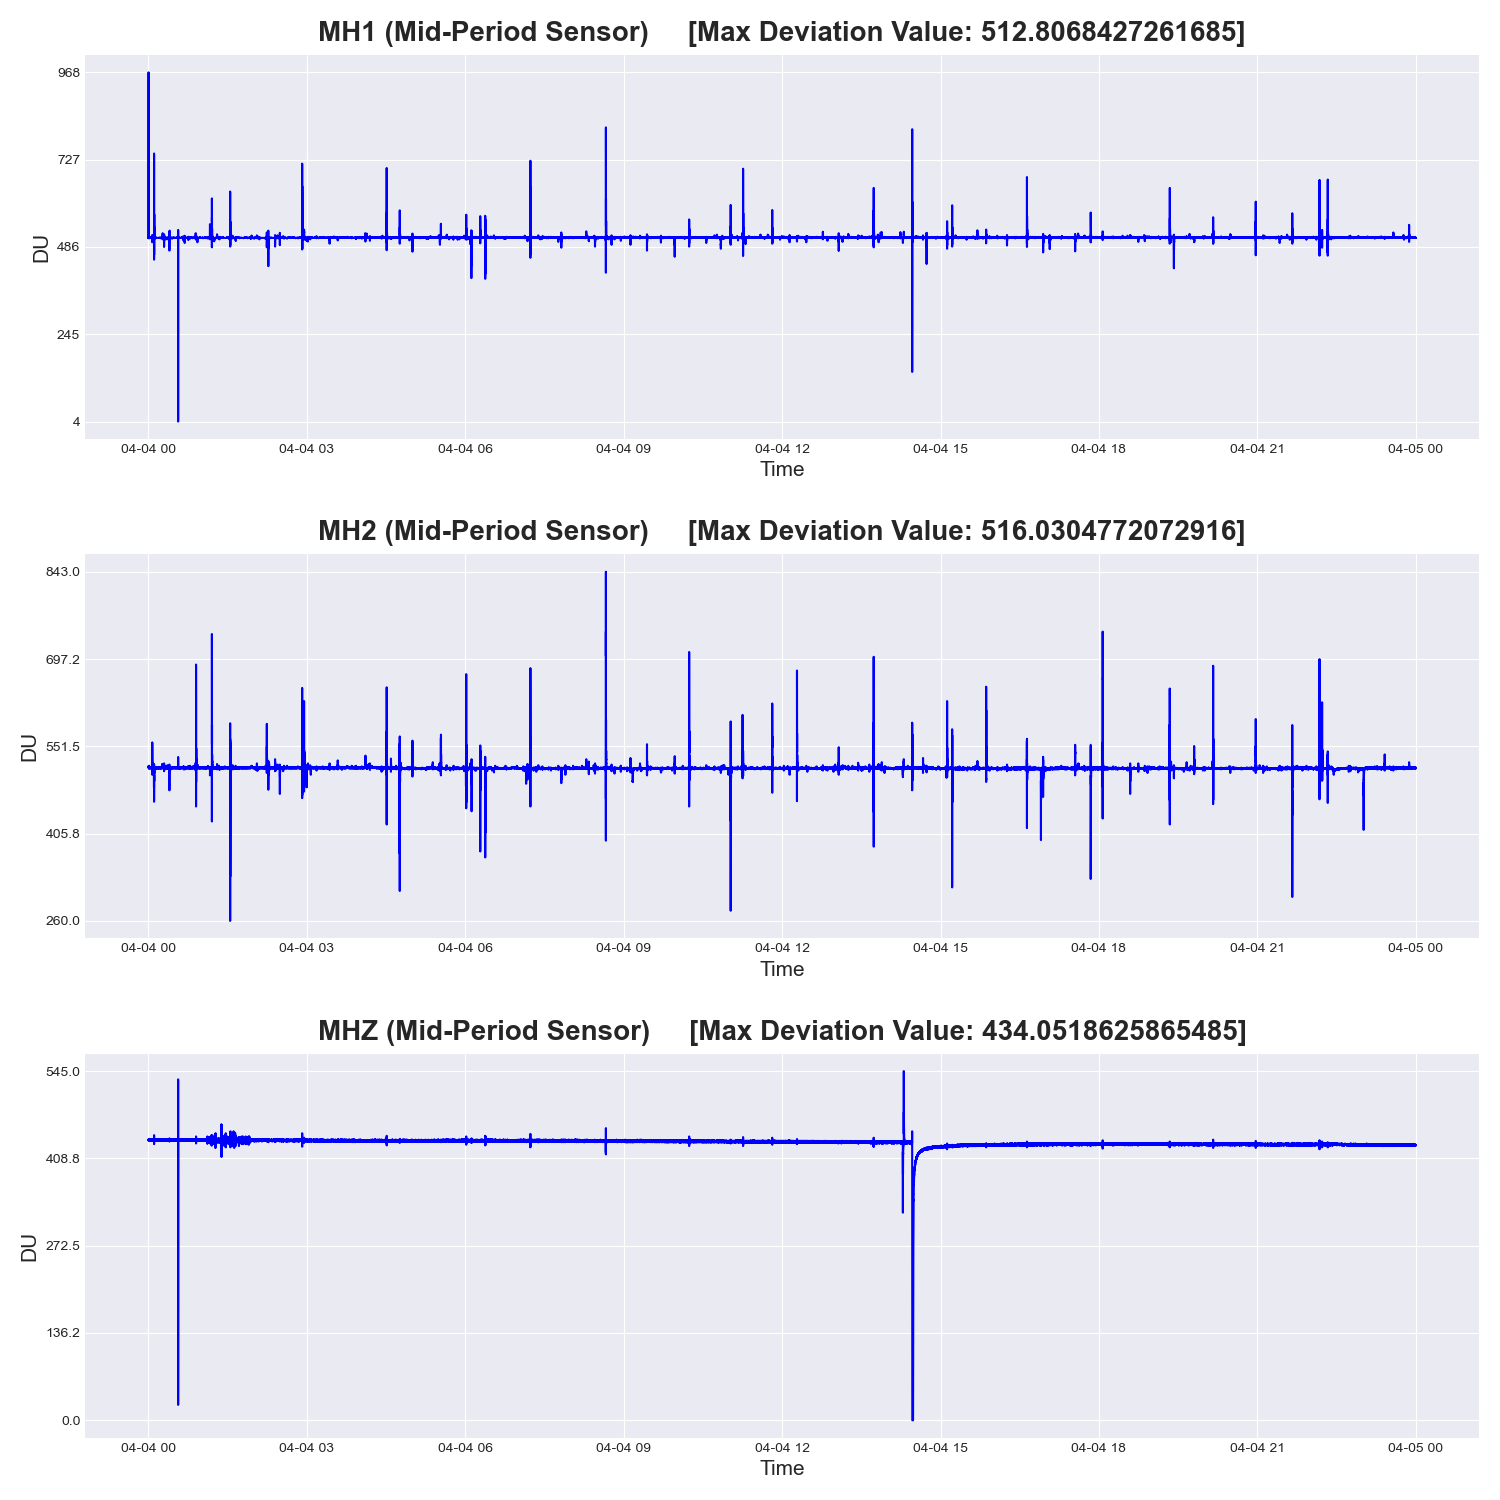 MH1 (Mid-Period Sensor) [Max Deviation Value: 512.8068427261685]
968
727
486
245
4
DU
04-04 00 04-04 03 04-04 06 04-04 09 04-04 12 04-04 15 04-04 18 04-04 21 04-05 00
Time
MH2 (Mid-Period Sensor) [Max Deviation Value: 516.0304772072916]
843.0
697.2
551.5
405.8
260.0
DU
04-04 00 04-04 03 04-04 06 04-04 09 04-04 12 04-04 15 04-04 18 04-04 21 04-05 00
Time
MHZ (Mid-Period Sensor) [Max Deviation Value: 434.0518625865485]
545.0
408.8
272.5
136.2
0.0
DU
04-04 00 04-04 03 04-04 06 04-04 09 04-04 12 04-04 15 04-04 18 04-04 21 04-05 00
Time